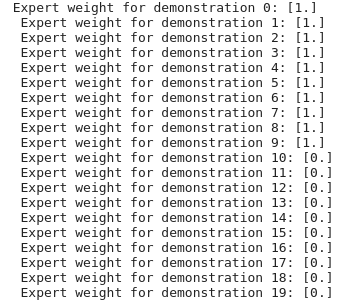 Expert weight for demonstration 0: [1.]
Expert weight for demonstration 1: [1.]
Expert weight for demonstration 2: [1.]
Expert weight for demonstration 3: [1.]
Expert weight for demonstration 4: [1.]
Expert weight for demonstration 5: [1.]
Expert weight for demonstration 6: [1.]
Expert weight for demonstration 7: [1.]
Expert weight for demonstration 8: [1.]
Expert weight for demonstration 9: [1.]
Expert weight for demonstration 10: [0.]
Expert weight for demonstration 11: [0.]
Expert weight for demonstration 12: [0.]
Expert weight for demonstration 13: [0.]
Expert weight for demonstration 14: [0.]
Expert weight for demonstration 15: [0.]
Expert weight for demonstration 16: [0.]
Expert weight for demonstration 17: [0.]
Expert weight for demonstration 18: [0.]
Expert weight for demonstration 19: [0.]